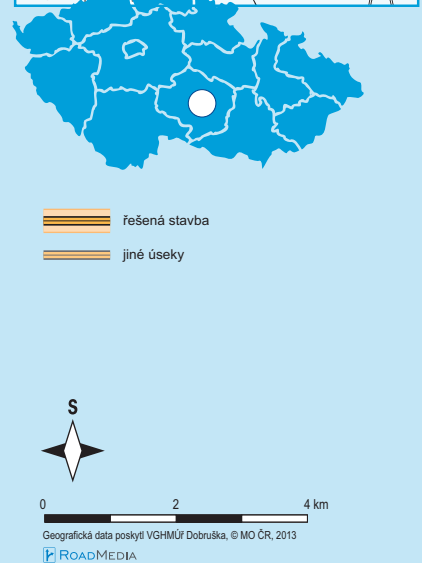 řešená stavba
jiné úseky
S
0 2 4 km
Geografická data poskytl VGHMÚř Dobruška, © MO ČR, 2013
ROADMEDIA